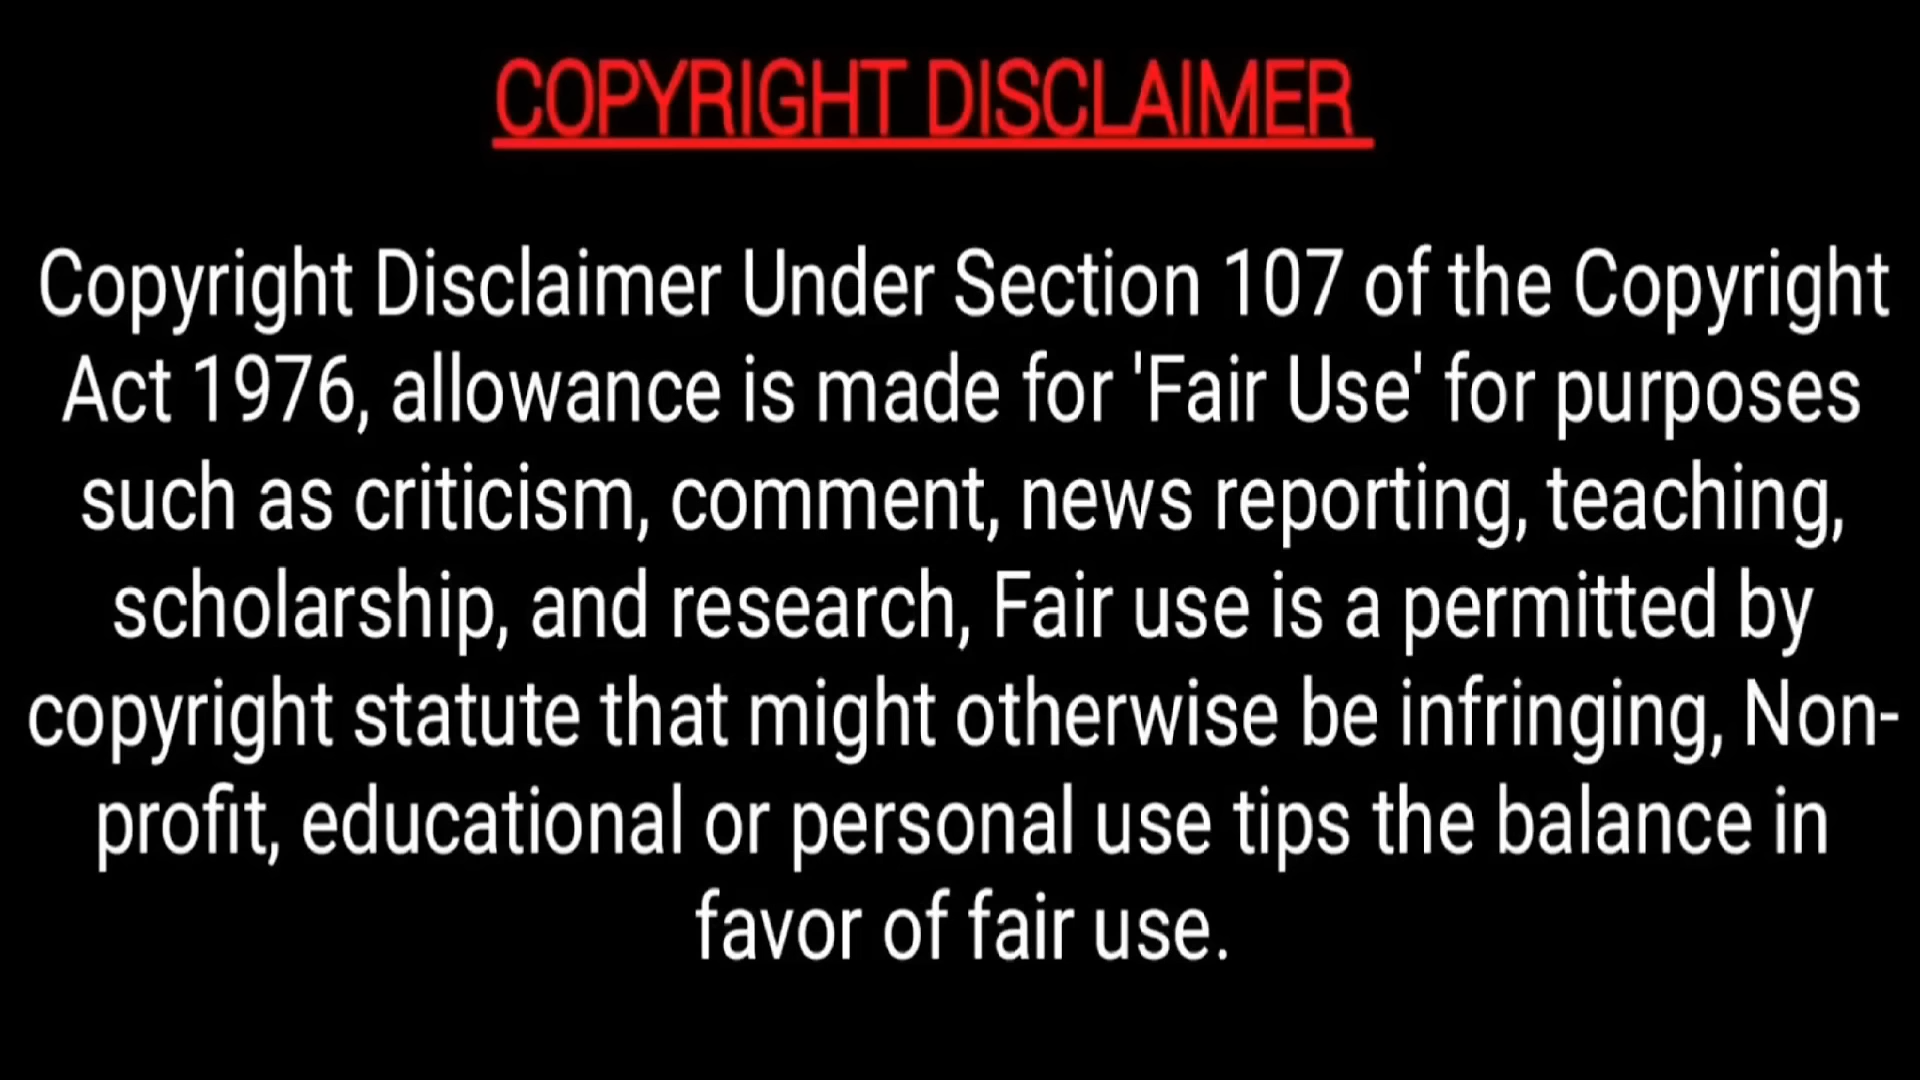 COPYRIGHT DISCLAIMER
Copyright Disclaimer Under Section 107 of the Copyright
Act 1976, allowance is made for 'Fair Use' for purposes
such as criticism, comment, news reporting, teaching,
scholarship, and research, Fair use is a permitted by
copyright statute that might otherwise be infringing, Non-
profit, educational or personal use tips the balance in
favor of fair use.